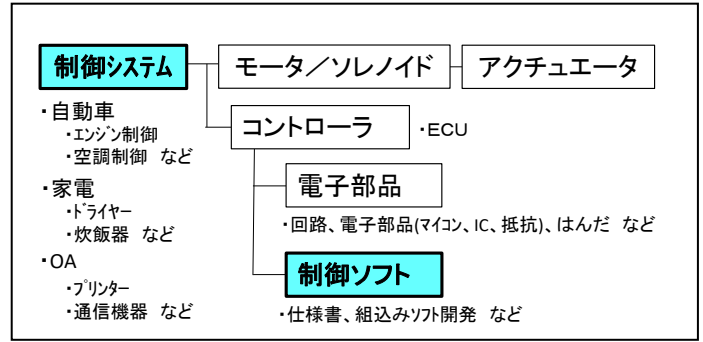 制御システム
モータ／ソレノイド
アクチュエータ
・自動車
・エンジン制御
・空調制御 など
・家電
・ドライヤー
・炊飯器 など
・OA
・プリンター
・通信機器 など
コントローラ
・ECU
電子部品
・回路、電子部品(マイコン、IC、抵抗)、はんだ など
制御ソフト
・仕様書、組込みソフト開発 など